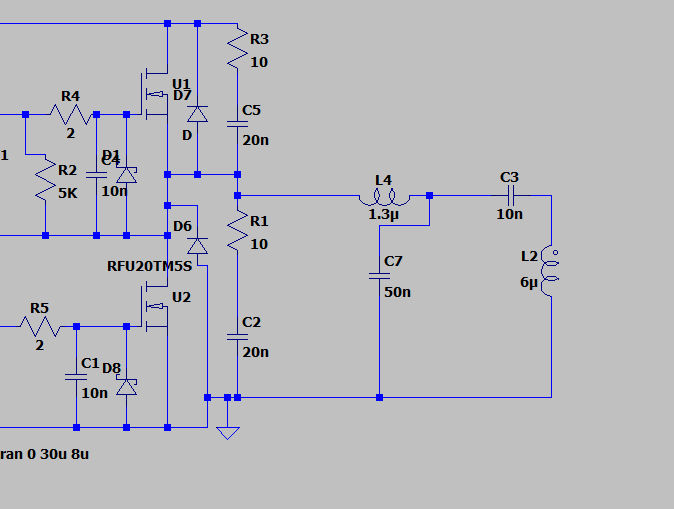 R3
10
U1
D7
R4
2
C5
20n
D
1
D1
C4
10n
R2
5K
L4
1.3µ
C3
10n
D6
R1
10
RFU20TM5S
L2
6µ
C7
50n
U2
R5
2
C2
20n
C1
10n
D8
ran 0 30u 8u